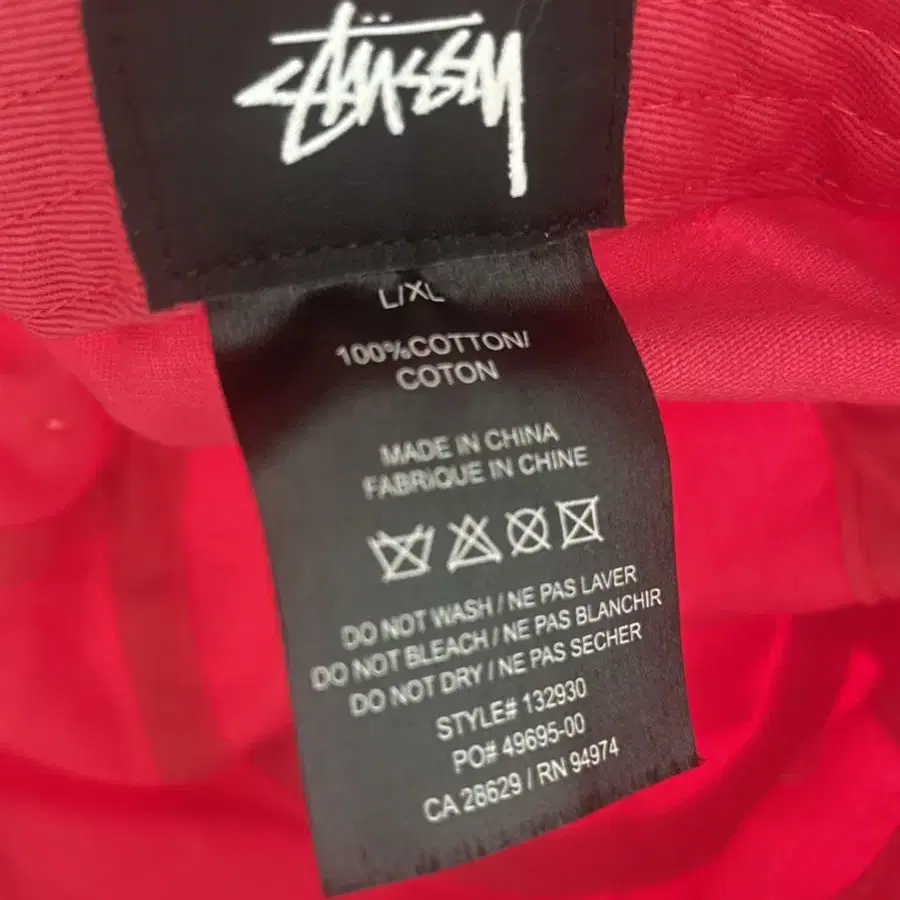 Stüssy
L/XL
100%COTTON/
COTON
MADE IN CHINA
FABRIQUE IN CHINE
DO NOT WASH / NE PAS LAVER
DO NOT BLEACH / NE PAS BLANCHIR
DO NOT DRY / NE PAS SECHER
STYLE# 132930
PO# 49695-00
CA 28629 / RN 94974